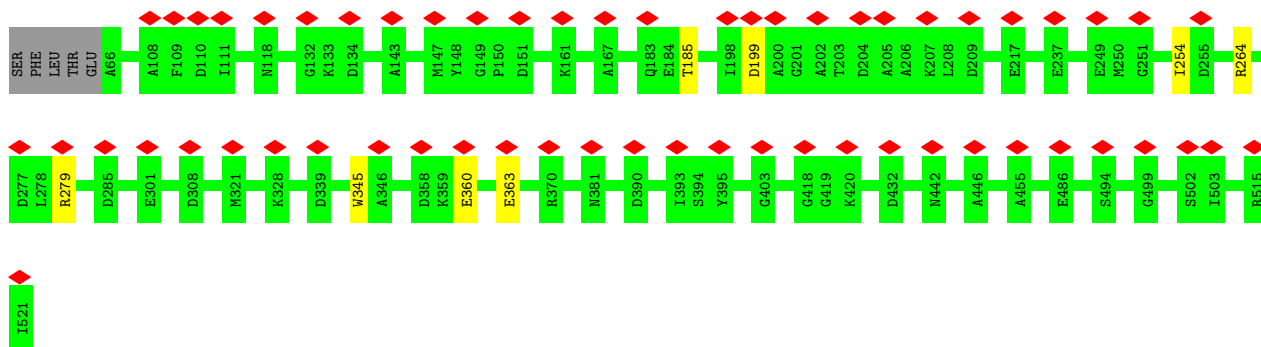 SER PHE LEU THR GLU A66 A108 F109 D110 I111 N118 G132 K133 D134 A143 M147 Y148 G149 P150 D151 K161 A167 Q183 E184 T185 I198 D199 A200 G201 A202 T203 D204 A205 A206 K207 L208 D209 E217 E237 E249 M250 G251 I254 D255 R264
D277 L278 R279 D285 E301 D308 M321 K328 D339 W345 A346 D358 K359 E360 E363 R370 N381 D390 I393 S394 Y395 G403 G418 G419 K420 D432 N442 A446 A455 E486 S494 G499 S502 I503 R515
I521